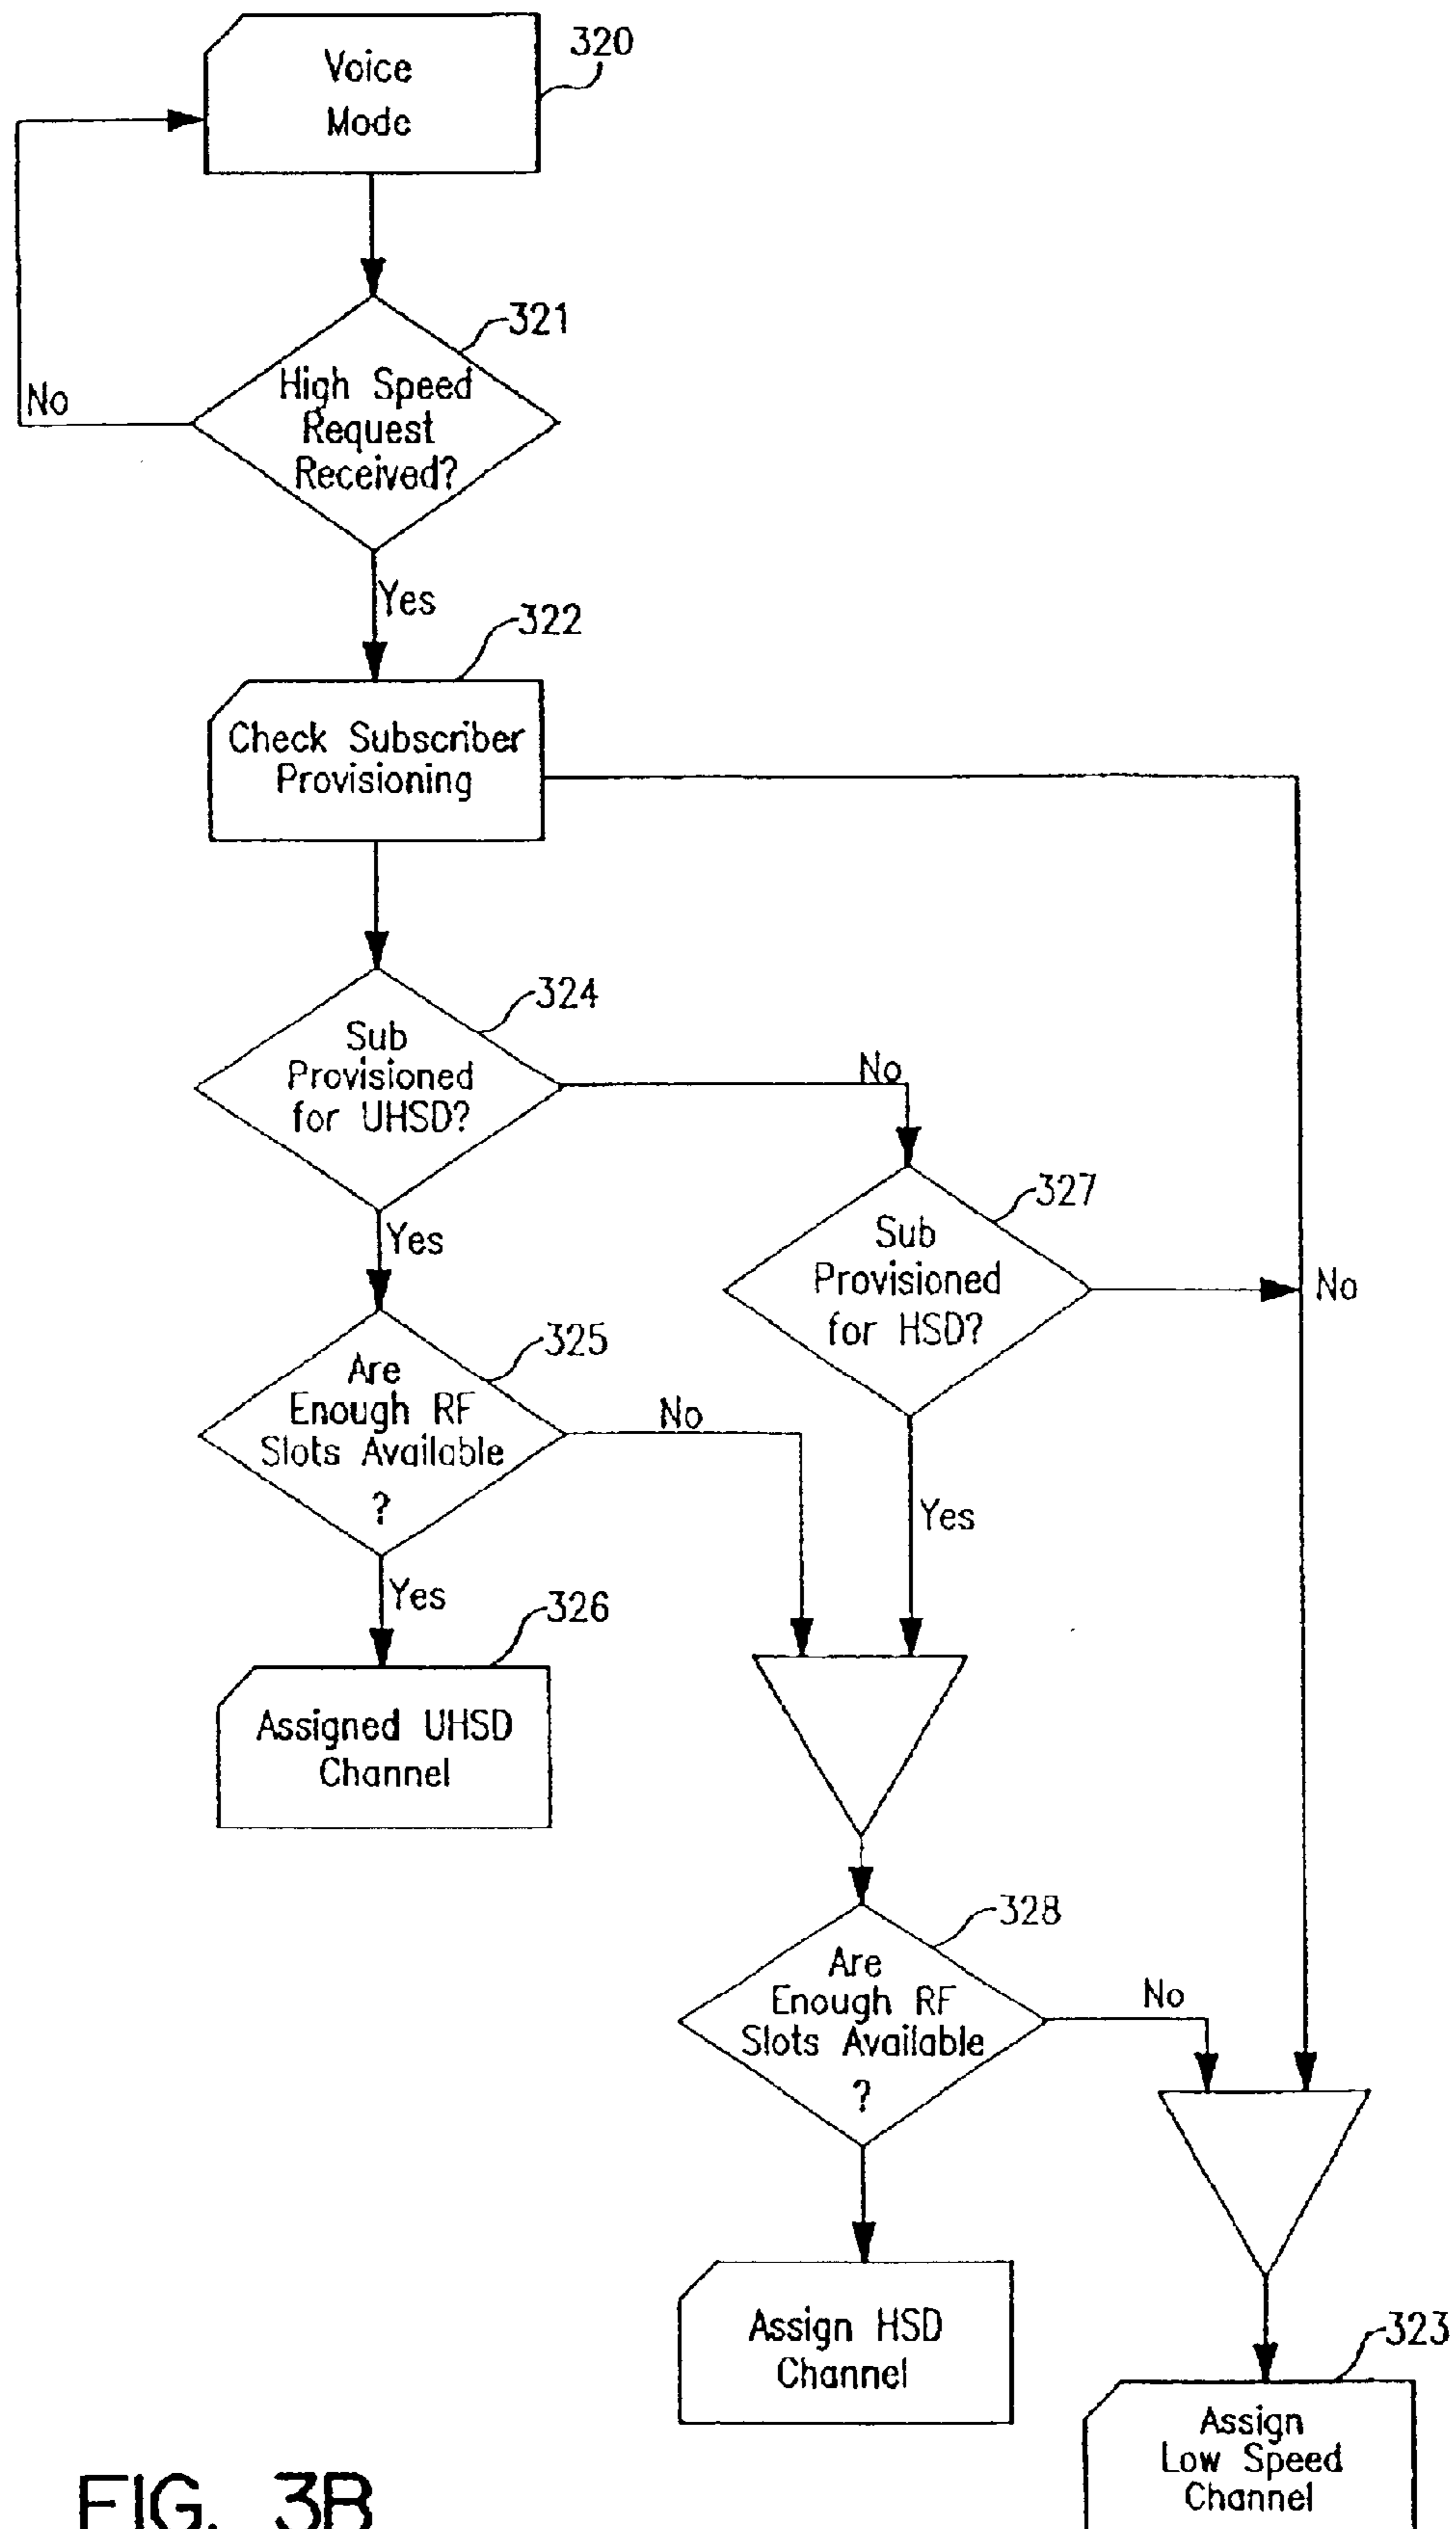 Voice
Mode
320
321
High Speed
Request
Received?
No
Yes
322
Check Subscriber
Provisioning
324
Sub
Provisioned
for UHSD?
No
Yes
327
Sub
Provisioned
for HSD?
No
325
Are
Enough RF
Slots Available
?
No
Yes
Yes
326
Assigned UHSD
Channel
328
Are
Enough RF
Slots Available
?
No
Assign HSD
Channel
323
Assign
Low Speed
Channel
FIG. 3B